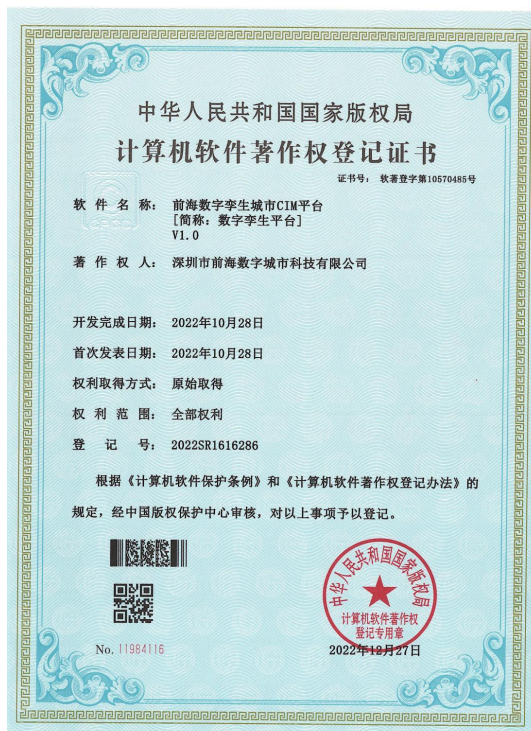 中华人民共和国国家版权局
计算机软件著作权登记证书
证书号： 软著登字第10570485号
软件名称： 前海数字孪生城市CIM平台
[简称：数字孪生平台]
V1.0
著作权人： 深圳市前海数字城市科技有限公司
开发完成日期： 2022年10月28日
首次发表日期： 2022年10月28日
权利取得方式： 原始取得
权利范围： 全部权利
登记号： 2022SR1616286
根据《计算机软件保护条例》和《计算机软件著作权登记办法》的
规定，经中国版权保护中心审核，对以上事项予以登记。
中华人民共和国国家版权局
计算机软件著作权
登记专用章
No. 11984116
2022年12月27日